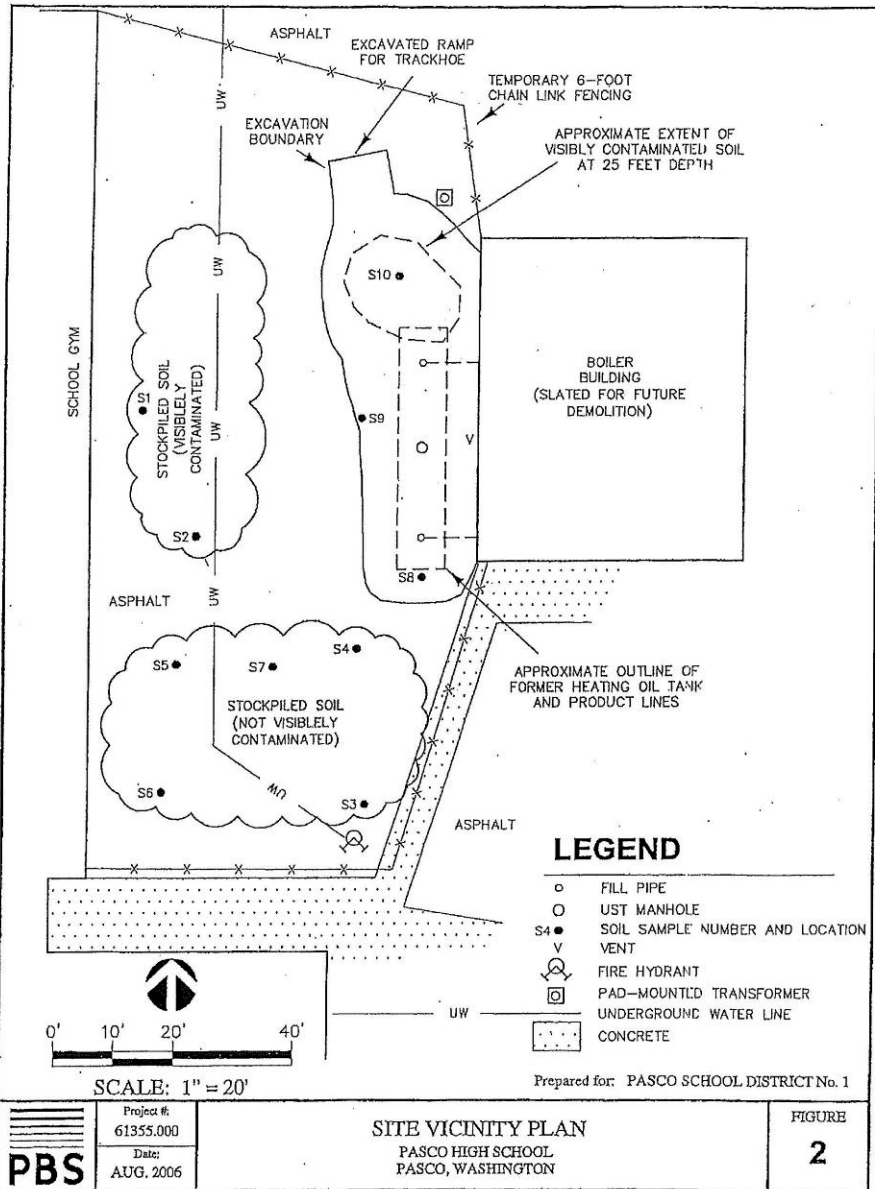 ASPHALT
EXCAVATED RAMP
FOR TRACKHOE
TEMPORARY 6-FOOT
CHAIN LINK FENCING
UW
EXCAVATION
BOUNDARY
APPROXIMATE EXTENT OF
VISIBLY CONTAMINATED SOIL
AT 25 FEET DEPTH
UW
S10
SCHOOL GYM
BOILER
BUILDING
(SLATED FOR FUTURE
DEMOLITION)
S1
STOCKPILED SOIL
(VISIBLELY
CONTAMINATED)
UW
S9
V
S2
S8
ASPHALT
UW
S5
S7
S4
APPROXIMATE OUTLINE OF
FORMER HEATING OIL TANK
AND PRODUCT LINES
STOCKPILED SOIL
(NOT VISIBLELY
CONTAMINATED)
UW
S6
S3
ASPHALT
LEGEND
FILL PIPE
UST MANHOLE
S4 SOIL SAMPLE NUMBER AND LOCATION
V VENT
FIRE HYDRANT
PAD-MOUNTED TRANSFORMER
UW UNDERGROUND WATER LINE
CONCRETE
0' 10' 20' 40'
SCALE: 1" = 20'
Prepared for: PASCO SCHOOL DISTRICT No. 1
PBS
Project #:
61355.000
Date:
AUG. 2006
SITE VICINITY PLAN
PASCO HIGH SCHOOL
PASCO, WASHINGTON
FIGURE
2